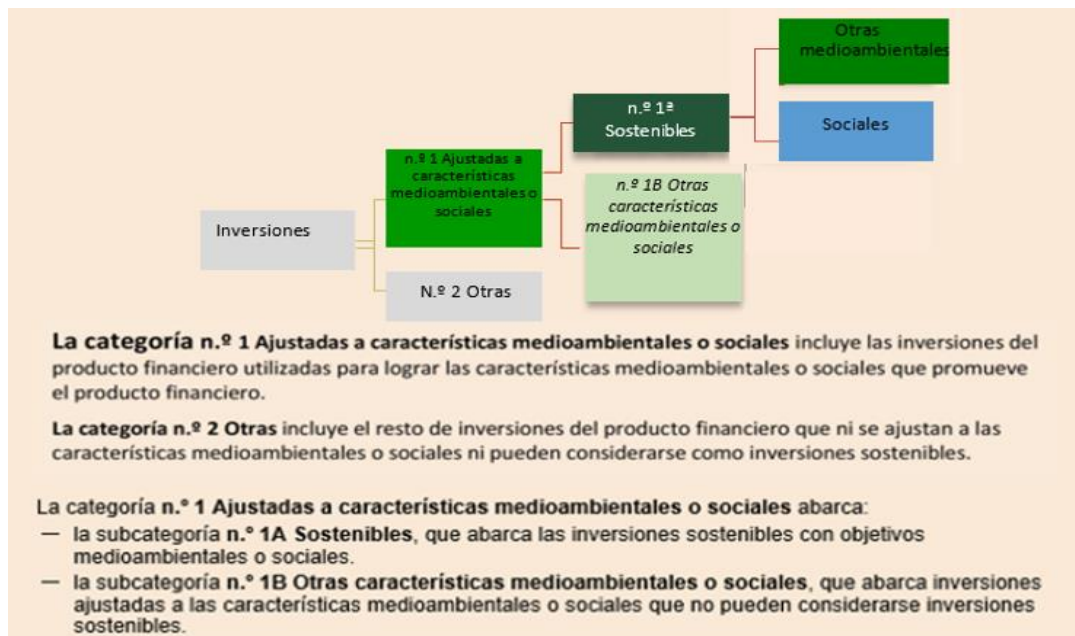 Otras
medioambientales
n.º 1ª
Sostenibles
Sociales
n.º 1 Ajustadas a
características
medioambientales o
sociales
n.º 1B Otras
características
medioambientales o
sociales
Inversiones
N.º 2 Otras
La categoría n.º 1 Ajustadas a características medioambientales o sociales incluye las inversiones del
producto financiero utilizadas para lograr las características medioambientales o sociales que promueve
el producto financiero.
La categoría n.º 2 Otras incluye el resto de inversiones del producto financiero que ni se ajustan a las
características medioambientales o sociales ni pueden considerarse como inversiones sostenibles.
La categoría n.º 1 Ajustadas a características medioambientales o sociales abarca:
— la subcategoría n.º 1A Sostenibles, que abarca las inversiones sostenibles con objetivos
medioambientales o sociales.
— la subcategoría n.º 1B Otras características medioambientales o sociales, que abarca inversiones
ajustadas a las características medioambientales o sociales que no pueden considerarse inversiones
sostenibles.